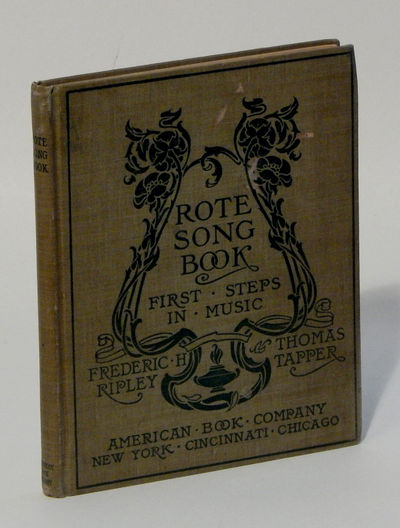 ROTE
SONG
BOOK
ROTE
SONG
BOOK
FIRST · STEPS
IN · MUSIC
FREDERIC · H
RIPLEY
& THOMAS
TAPPER
AMERICAN · BOOK · COMPANY
NEW YORK · CINCINNATI · CHICAGO